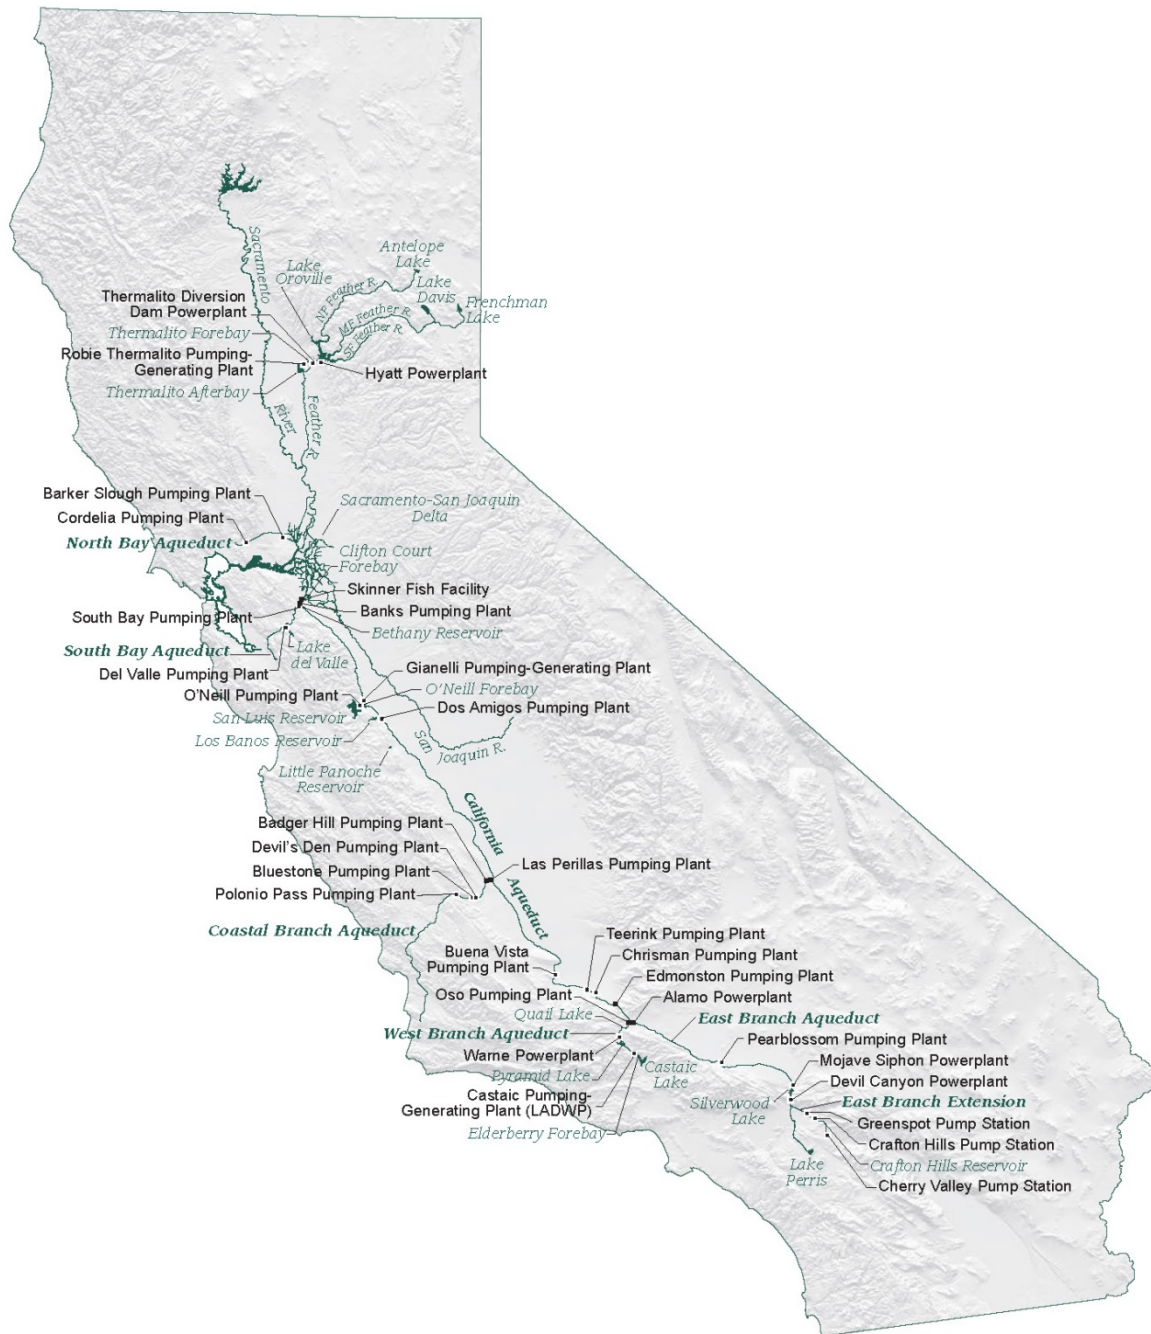 Sacramento
River
Antelope
Lake
Lake
Oroville
Lake
Davis
NF Feather R.
MF Feather R.
SF Feather R.
Frenchman
Lake
Thermalito Diversion
Dam Powerplant
Thermalito Forebay
Robie Thermalito Pumping-
Generating Plant
Hyatt Powerplant
Thermalito Afterbay
Feather R.
Barker Slough Pumping Plant
Sacramento-San Joaquin
Delta
Cordelia Pumping Plant
North Bay Aqueduct
Clifton Court
Forebay
Skinner Fish Facility
South Bay Pumping Plant
Banks Pumping Plant
Bethany Reservoir
South Bay Aqueduct
Lake
del Valle
Del Valle Pumping Plant
Gianelli Pumping-Generating Plant
O'Neill Pumping Plant
O'Neill Forebay
San Luis Reservoir
Dos Amigos Pumping Plant
Los Banos Reservoir
San
Joaquin R.
Little Panoche
Reservoir
California
Aqueduct
Badger Hill Pumping Plant
Devil's Den Pumping Plant
Las Perillas Pumping Plant
Bluestone Pumping Plant
Polonio Pass Pumping Plant
Coastal Branch Aqueduct
Teerink Pumping Plant
Buena Vista
Pumping Plant
Chrisman Pumping Plant
Edmonston Pumping Plant
Oso Pumping Plant
Alamo Powerplant
Quail Lake
East Branch Aqueduct
West Branch Aqueduct
Pearblossom Pumping Plant
Warne Powerplant
Mojave Siphon Powerplant
Pyramid Lake
Castaic
Lake
Devil Canyon Powerplant
Castaic Pumping-
Generating Plant (LADWP)
Silverwood
Lake
East Branch Extension
Greenspot Pump Station
Elderberry Forebay
Crafton Hills Pump Station
Lake
Perris
Crafton Hills Reservoir
Cherry Valley Pump Station